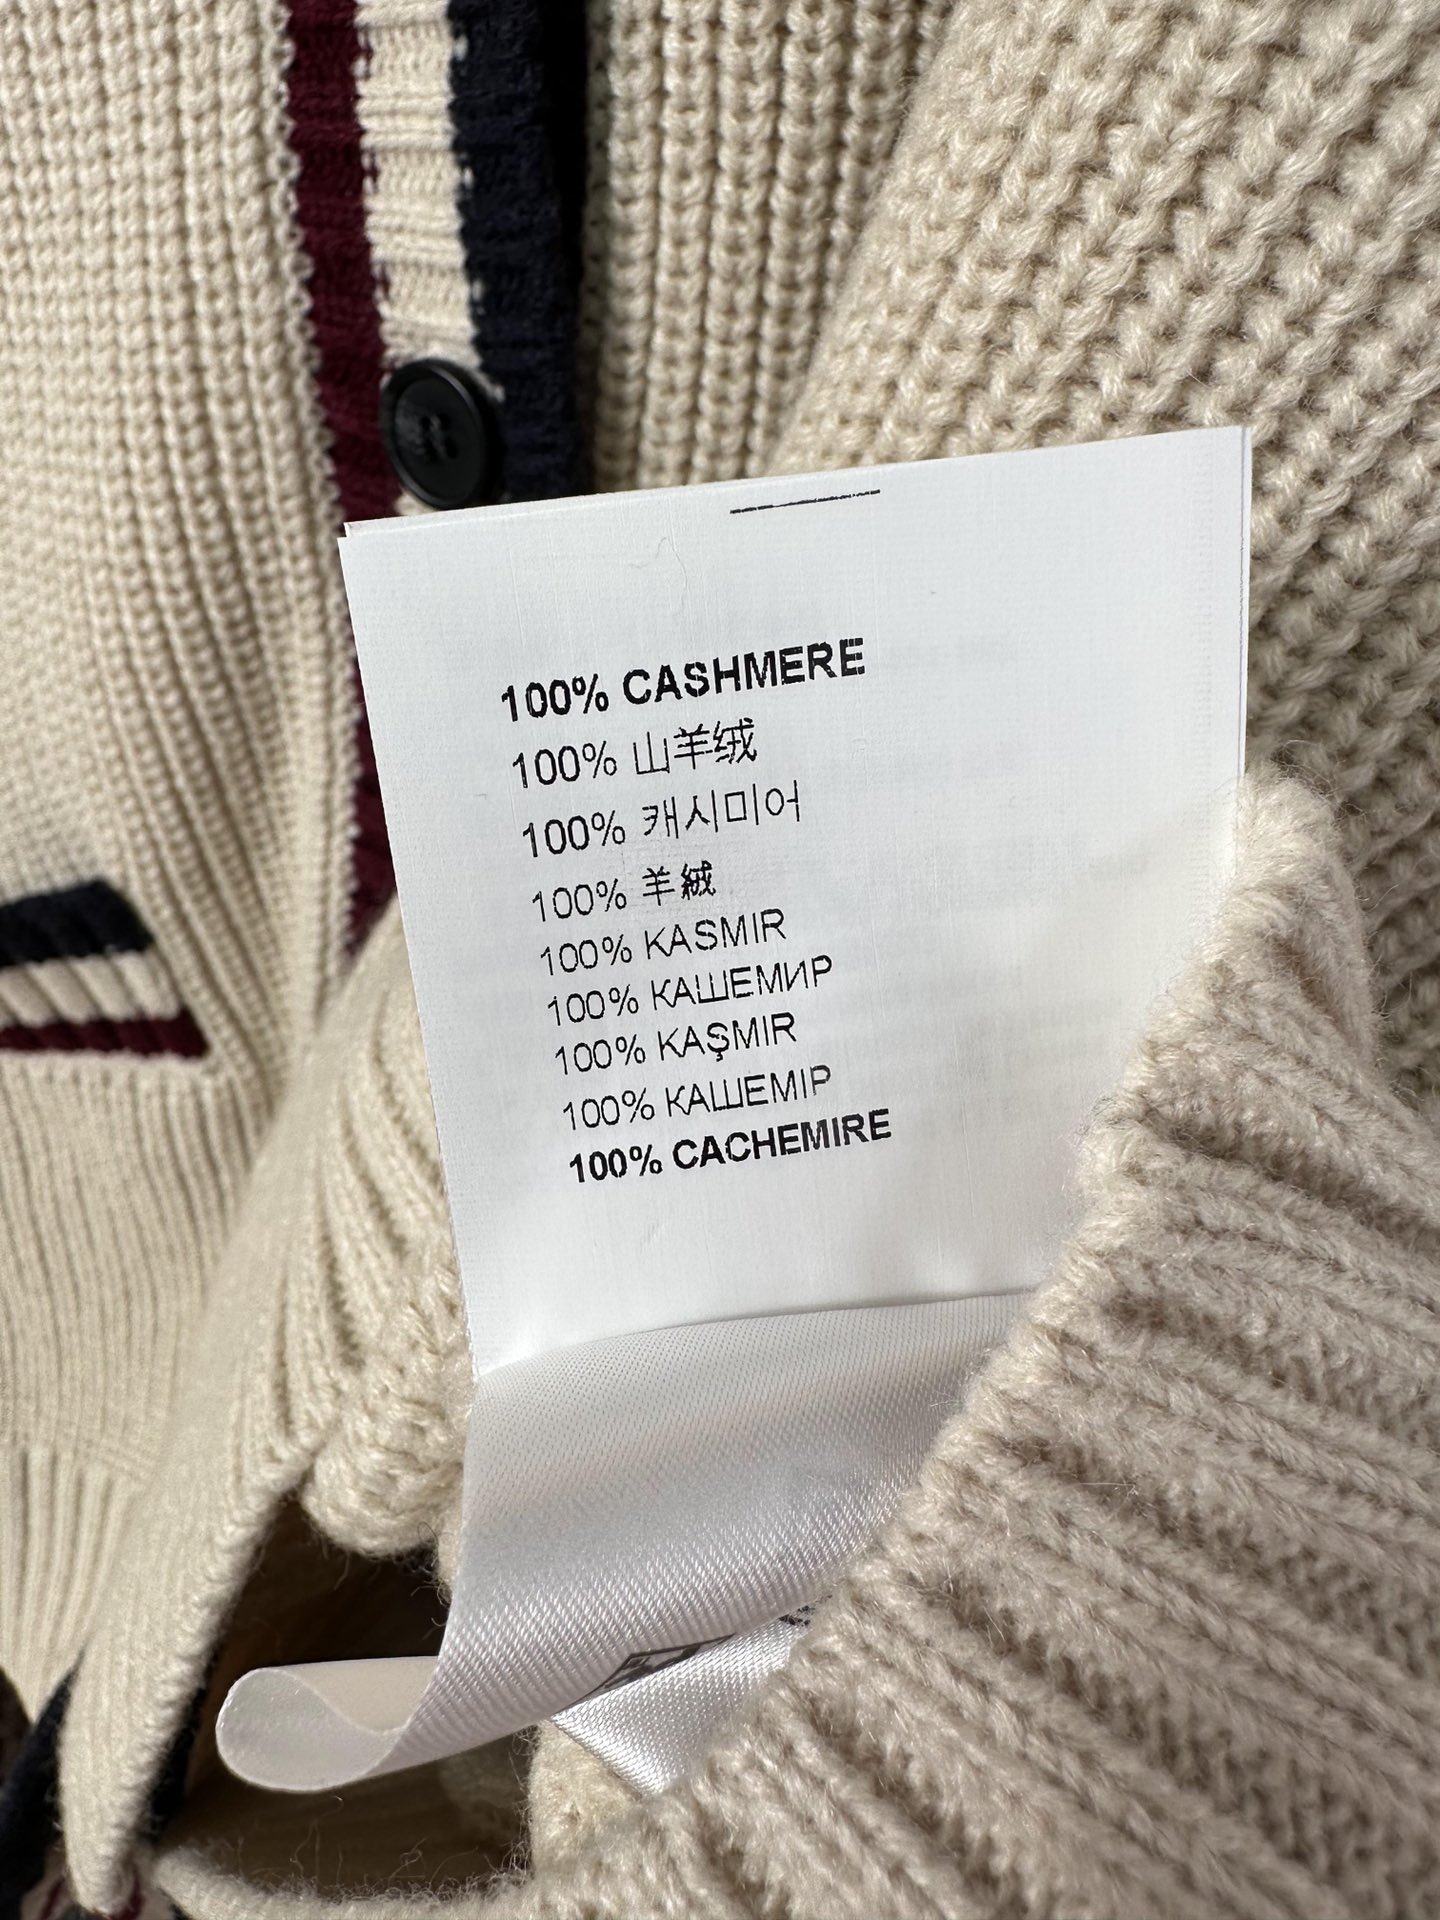 100% CASHMERE
100% 山羊绒
100% 캐시미어
100% 羊絨
100% KASMIR
100% КАШЕМИР
100% KAŞMIR
100% КАШЕМІР
100% CACHEMIRE